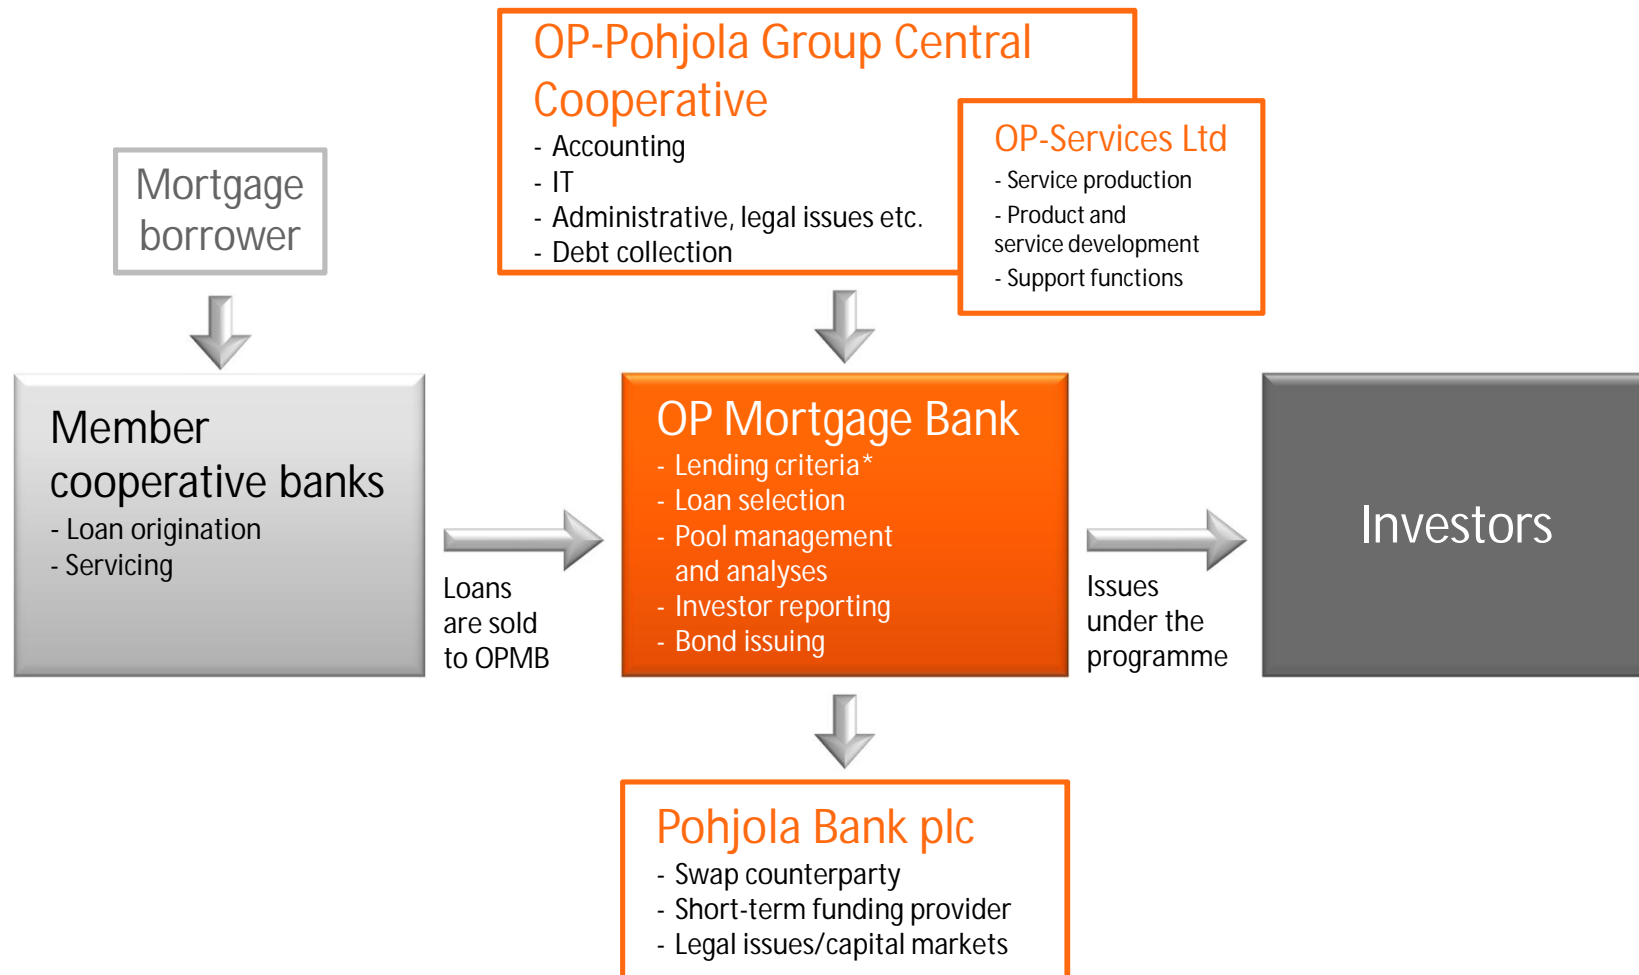 OP-Pohjola Group Central
Cooperative
- Accounting
- IT
- Administrative, legal issues etc.
- Debt collection
OP-Services Ltd
- Service production
- Product and
service development
- Support functions
Mortgage
borrower
Member
cooperative banks
- Loan origination
- Servicing
Loans
are sold
to OPMB
OP Mortgage Bank
- Lending criteria*
- Loan selection
- Pool management
and analyses
- Investor reporting
- Bond issuing
Issues
under the
programme
Investors
Pohjola Bank plc
- Swap counterparty
- Short-term funding provider
- Legal issues/capital markets